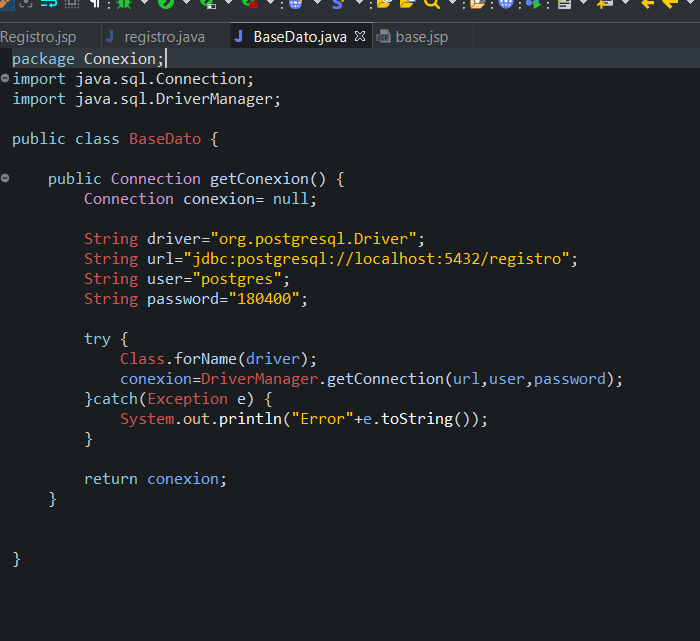 Registro.jsp registro.java BaseDato.java base.jsp
package Conexion;
import java.sql.Connection;
import java.sql.DriverManager;
public class BaseDato {
public Connection getConexion() {
Connection conexion= null;
String driver="org.postgresql.Driver";
String url="jdbc:postgresql://localhost:5432/registro";
String user="postgres";
String password="180400";
try {
Class.forName(driver);
conexion=DriverManager.getConnection(url,user,password);
}catch(Exception e) {
System.out.println("Error"+e.toString());
}
return conexion;
}
}